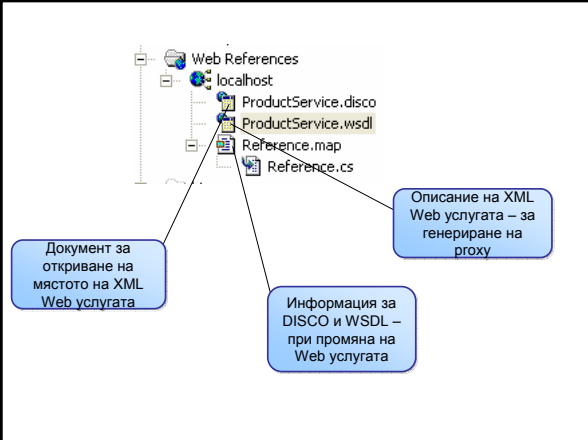 Web References
localhost
ProductService.disco
ProductService.wsdl
Reference.map
Reference.cs
Описание на XML
Web услугата – за
генериране на
proxy
Документ за
откриване на
мястото на XML
Web услугата
Информация за
DISCO и WSDL –
при промяна на
Web услугата